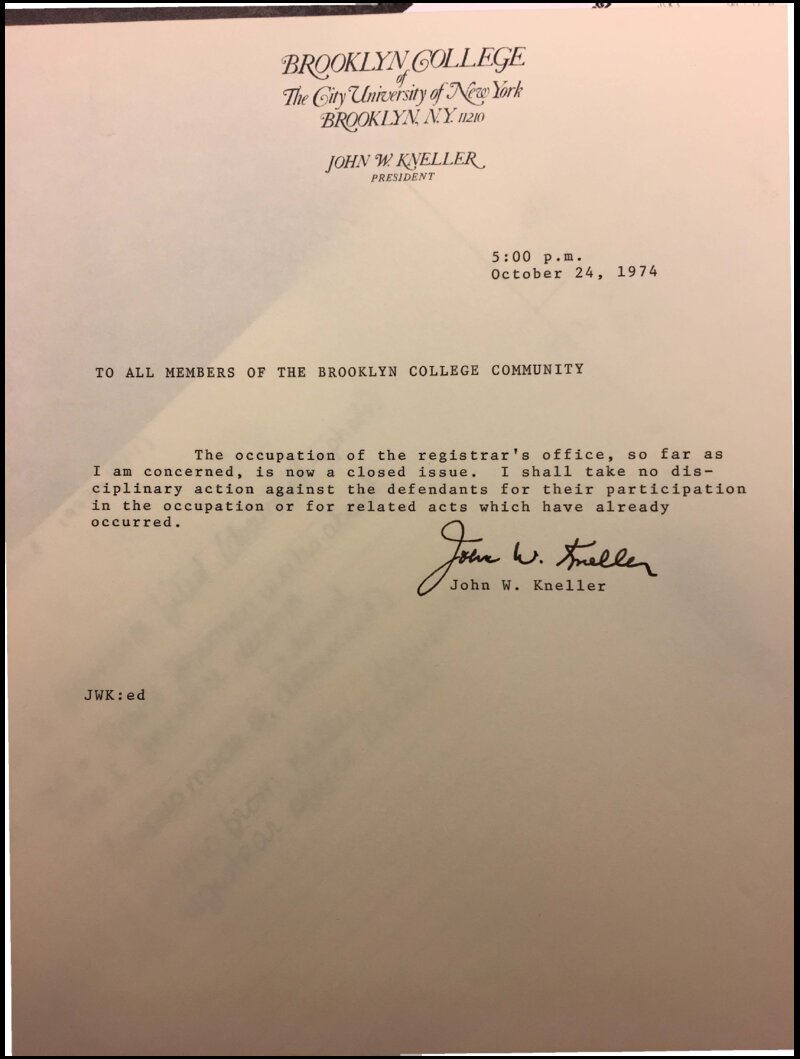 BROOKLYN COLLEGE
of
The City University of New York
BROOKLYN, N.Y. 11210
JOHN W. KNELLER
PRESIDENT
5:00 p.m.
October 24, 1974
TO ALL MEMBERS OF THE BROOKLYN COLLEGE COMMUNITY
The occupation of the registrar's office, so far as
I am concerned, is now a closed issue. I shall take no dis-
ciplinary action against the defendants for their participation
in the occupation or for related acts which have already
occurred.
John W. Kneller
John W. Kneller
JWK:ed